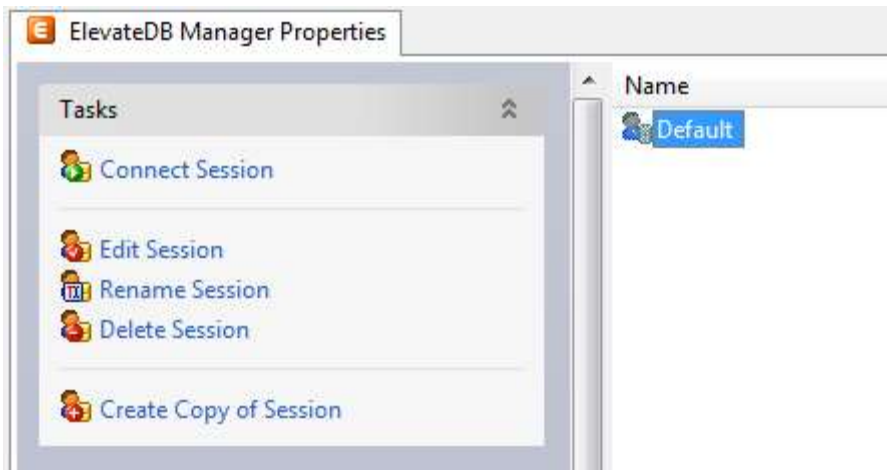 ElevateDB Manager Properties
Tasks
Connect Session
Edit Session
Rename Session
Delete Session
Create Copy of Session
Name
Default